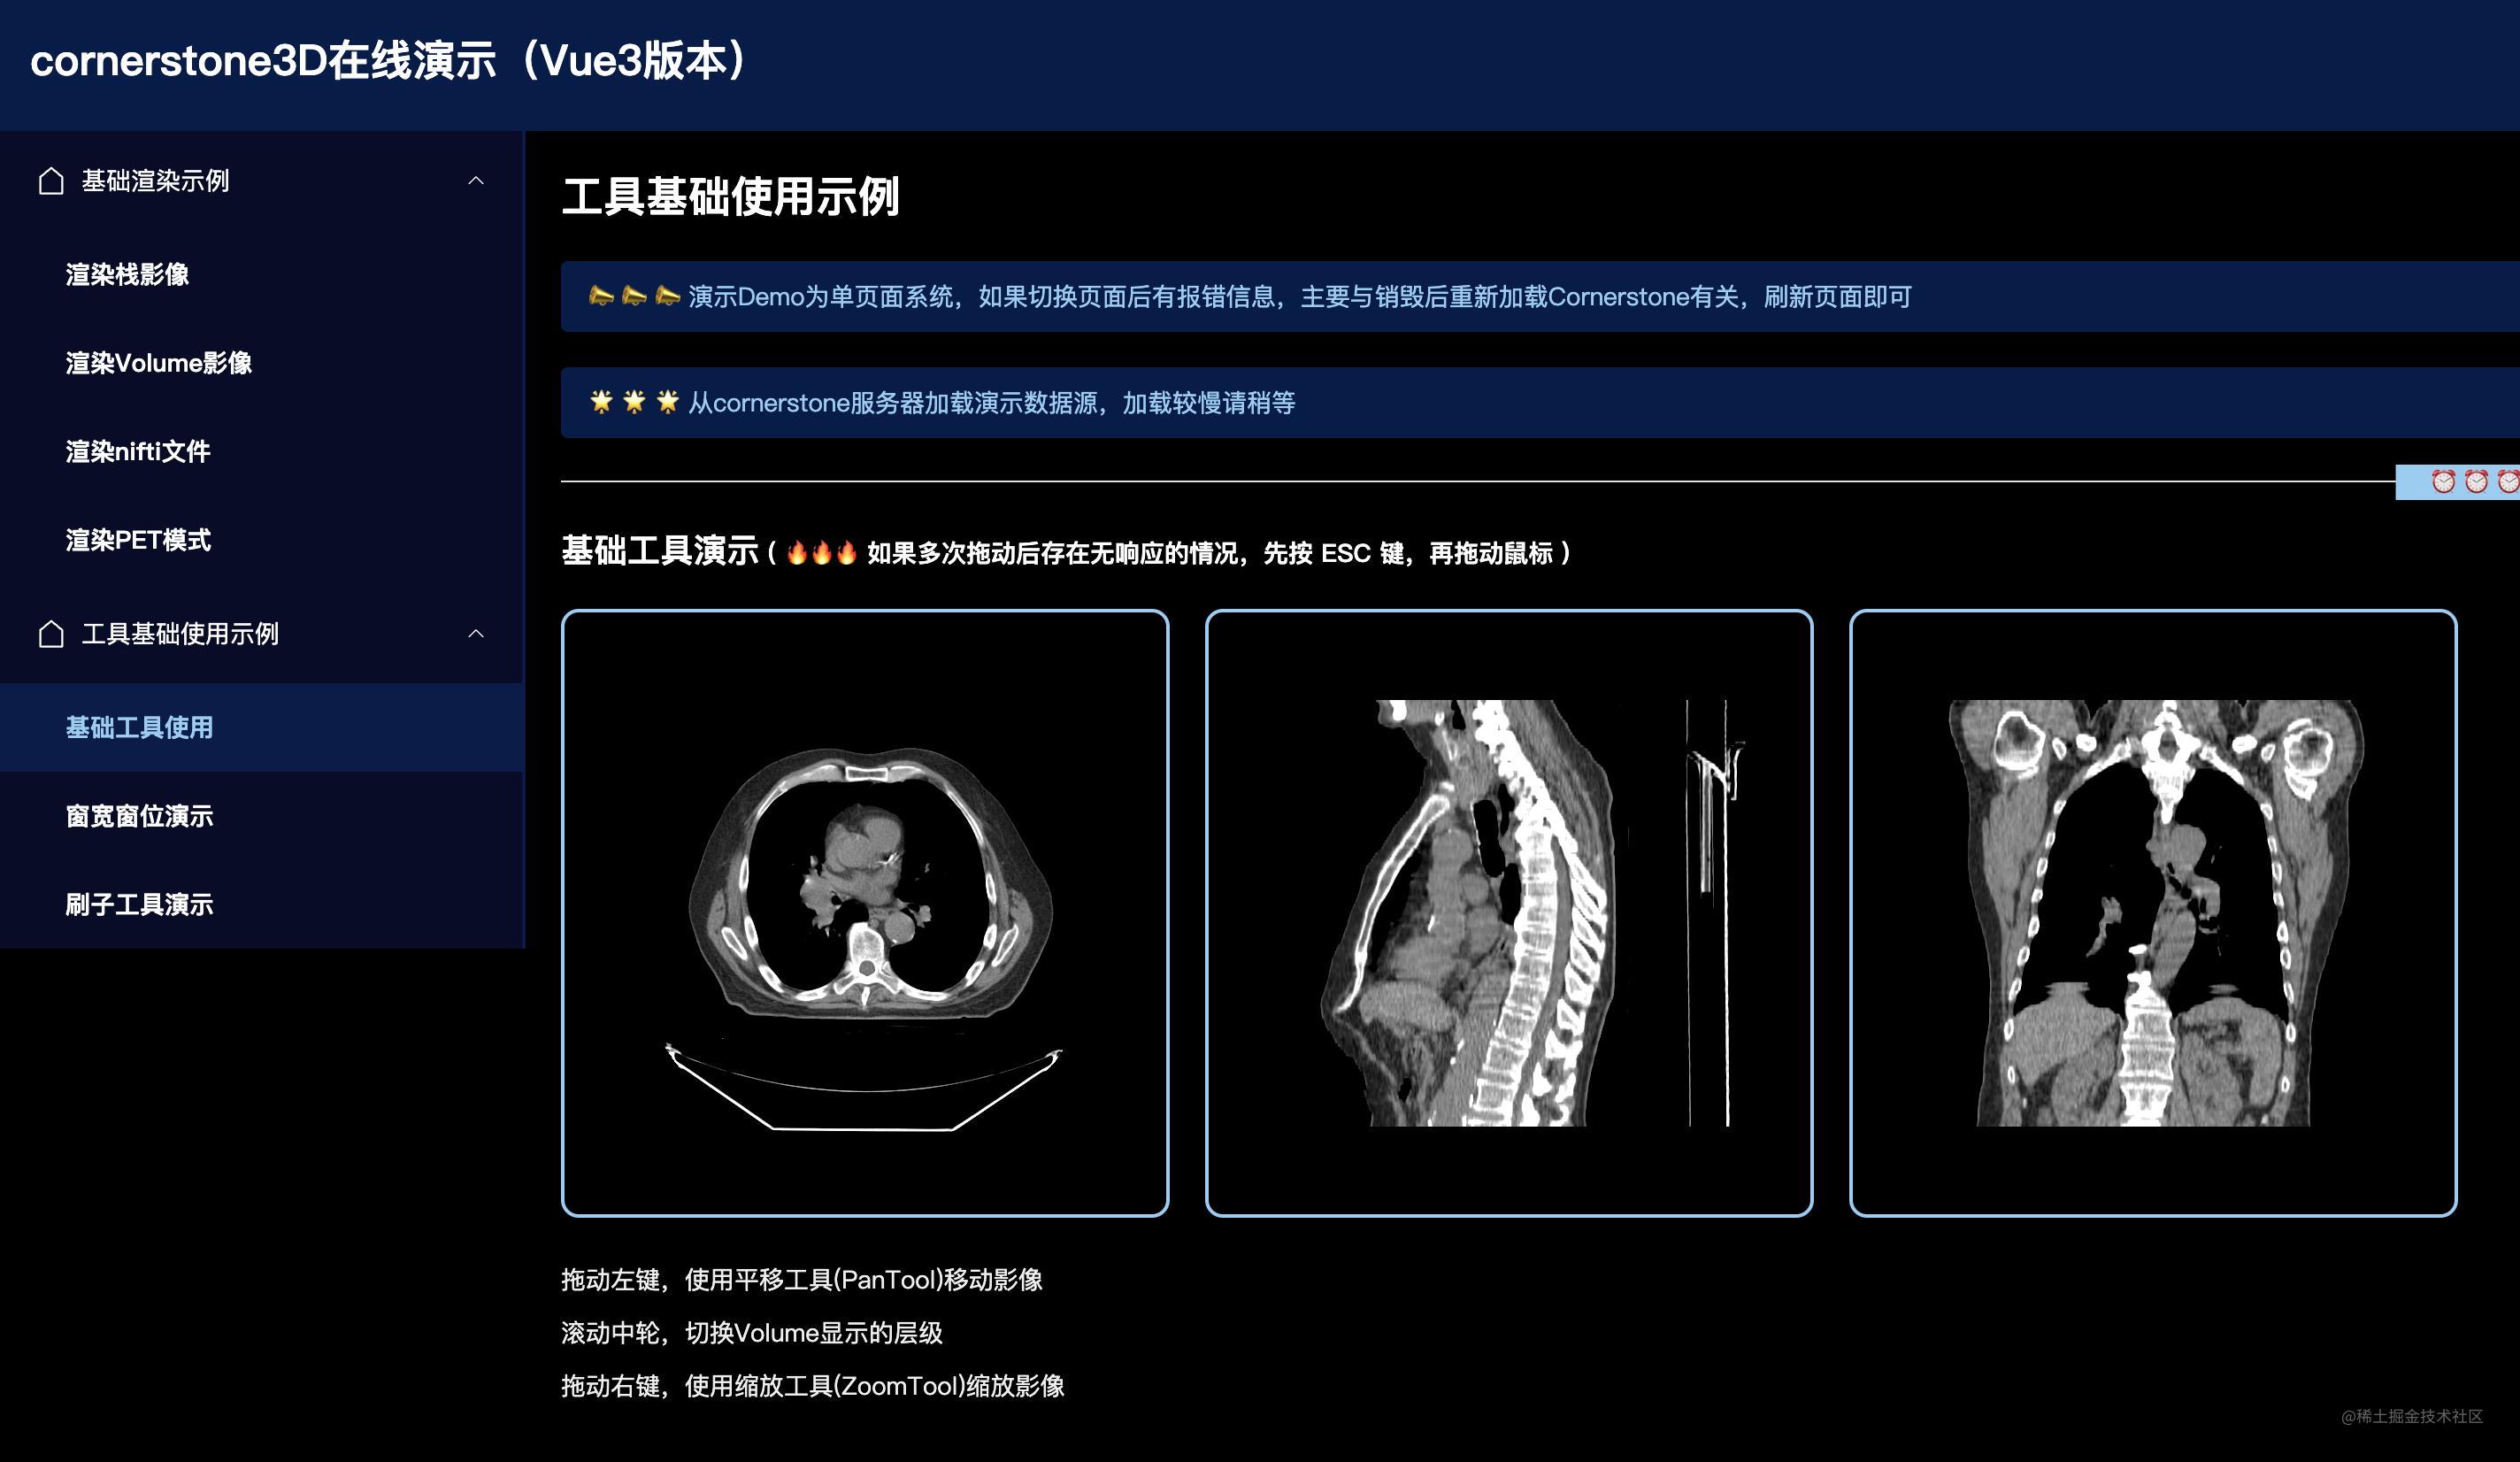 cornerstone3D在线演示（Vue3版本）
基础渲染示例
渲染栈影像
渲染Volume影像
渲染nifti文件
渲染PET模式
工具基础使用示例
基础工具使用
窗宽窗位演示
刷子工具演示
工具基础使用示例
演示Demo为单页面系统，如果切换页面后有报错信息，主要与销毁后重新加载Cornerstone有关，刷新页面即可
从cornerstone服务器加载演示数据源，加载较慢请稍等
基础工具演示 ( 🔥🔥🔥 如果多次拖动后存在无响应的情况，先按 ESC 键，再拖动鼠标 )
拖动左键，使用平移工具(PanTool)移动影像
滚动中轮，切换Volume显示的层级
拖动右键，使用缩放工具(ZoomTool)缩放影像
@稀土掘金技术社区